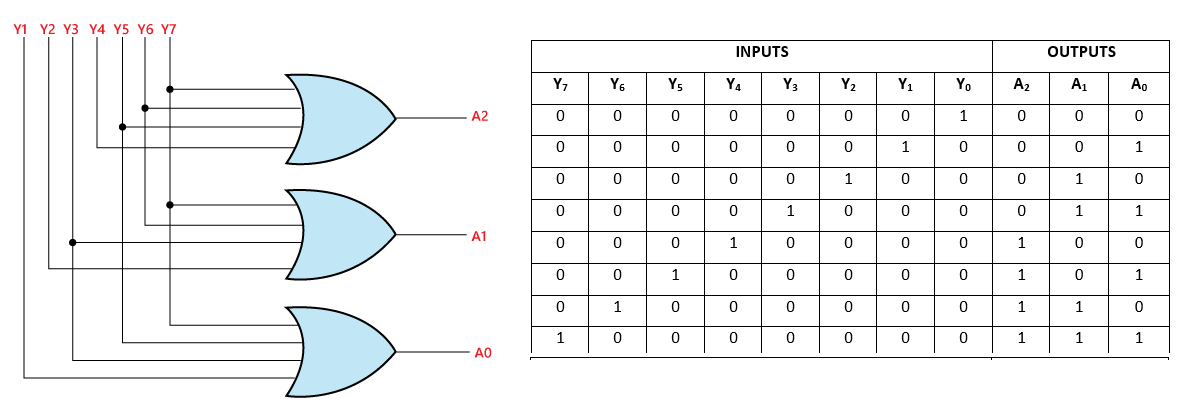 Y1 Y2 Y3 Y4 Y5 Y6 Y7
A2
A1
A0
INPUTS OUTPUTS
Y₇ Y₆ Y₅ Y₄ Y₃ Y₂ Y₁ Y₀ A₂ A₁ A₀
0 0 0 0 0 0 0 1 0 0 0
0 0 0 0 0 0 1 0 0 0 1
0 0 0 0 0 1 0 0 0 1 0
0 0 0 0 1 0 0 0 0 1 1
0 0 0 1 0 0 0 0 1 0 0
0 0 1 0 0 0 0 0 1 0 1
0 1 0 0 0 0 0 0 1 1 0
1 0 0 0 0 0 0 0 1 1 1